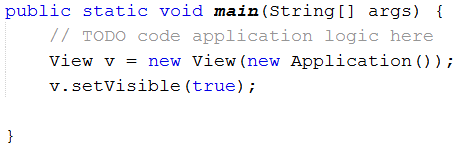 public static void main(String[] args) {
    // TODO code application logic here
    View v = new View(new Application());
    v.setVisible(true);
}